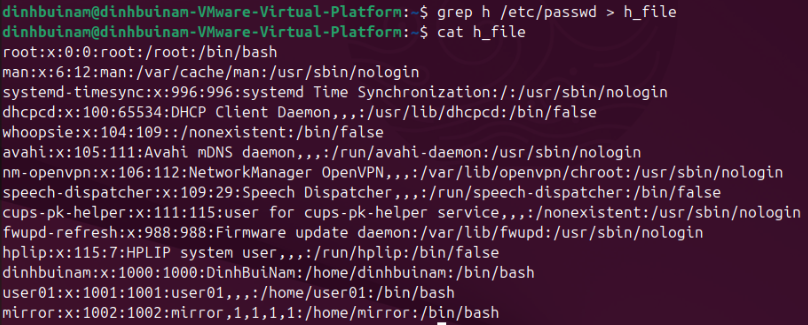 dinhbuinam@dinhbuinam-VMware-Virtual-Platform:~$ grep h /etc/passwd > h_file
dinhbuinam@dinhbuinam-VMware-Virtual-Platform:~$ cat h_file
root:x:0:0:root:/root:/bin/bash
man:x:6:12:man:/var/cache/man:/usr/sbin/nologin
systemd-timesync:x:996:996:systemd Time Synchronization:/:/usr/sbin/nologin
dhcpcd:x:100:65534:DHCP Client Daemon,,,:/usr/lib/dhcpcd:/bin/false
whoopsie:x:104:109::/nonexistent:/bin/false
avahi:x:105:111:Avahi mDNS daemon,,,:/run/avahi-daemon:/usr/sbin/nologin
nm-openvpn:x:106:112:NetworkManager OpenVPN,,,:/var/lib/openvpn/chroot:/usr/sbin/nologin
speech-dispatcher:x:109:29:Speech Dispatcher,,,:/run/speech-dispatcher:/bin/false
cups-pk-helper:x:111:115:user for cups-pk-helper service,,,:/nonexistent:/usr/sbin/nologin
fwupd-refresh:x:988:988:Firmware update daemon:/var/lib/fwupd:/usr/sbin/nologin
hplip:x:115:7:HPLIP system user,,,:/run/hplip:/bin/false
dinhbuinam:x:1000:1000:DinhBuiNam:/home/dinhbuinam:/bin/bash
user01:x:1001:1001:user01,,,:/home/user01:/bin/bash
mirror:x:1002:1002:mirror,1,1,1,1:/home/mirror:/bin/bash